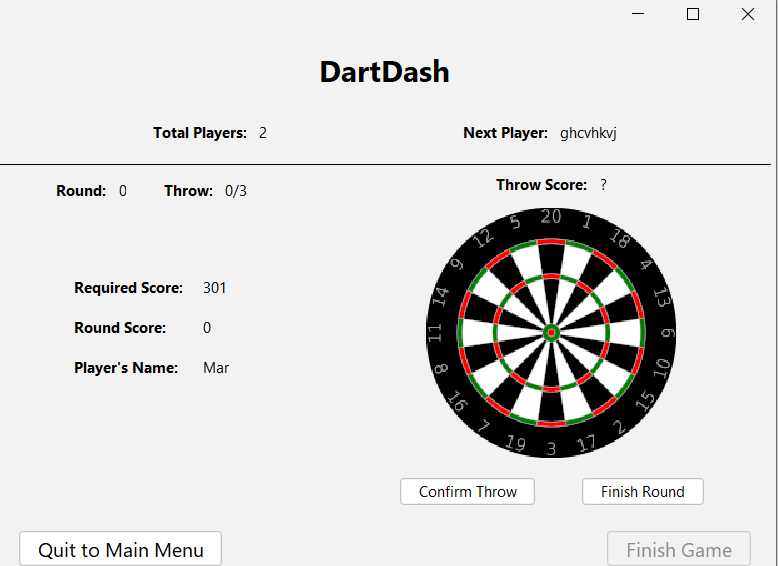 DartDash
Total Players: 2 Next Player: ghcvhkvj
Round: 0 Throw: 0/3 Throw Score: ?
20 1 18 4 13 6 10 15 2 17 3 19 7 16 8 11 14 9 12 5
Required Score: 301
Round Score: 0
Player's Name: Mar
Confirm Throw Finish Round
Quit to Main Menu Finish Game